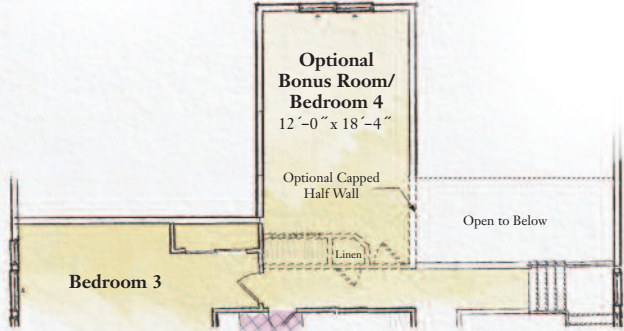 Optional
Bonus Room/
Bedroom 4
12´–0˝ x 18´–4˝
Optional Capped
Half Wall
Open to Below
Linen
Bedroom 3